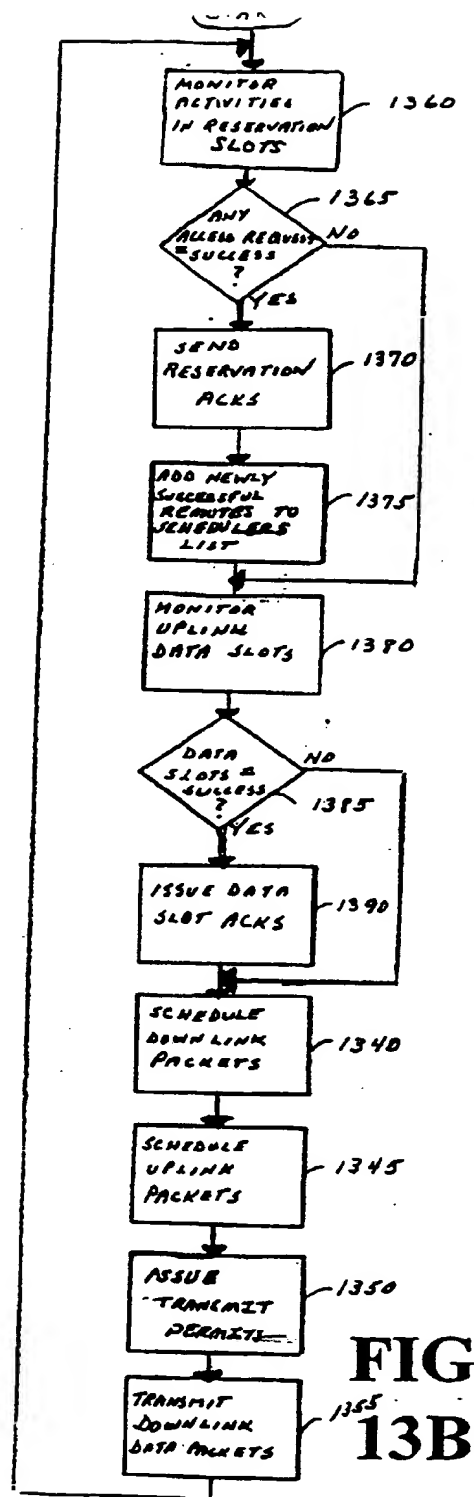 MONITOR
ACTIVITIES
IN RESERVATION
SLOTS
1360
1365
ANY
ACCESS REQUEST
= SUCCESS
?
NO
YES
SEND
RESERVATION
ACKS
1370
ADD NEWLY
SUCCESSFUL
REMOTES TO
SCHEDULERS
LIST
1375
MONITOR
UPLINK
DATA SLOTS
1380
DATA
SLOTS =
SUCCESS
?
NO
1385
YES
ISSUE DATA
SLOT ACKS
1390
SCHEDULE
DOWNLINK
PACKETS
1340
SCHEDULE
UPLINK
PACKETS
1345
ISSUE
TRANSMIT
PERMITS
1350
TRANSMIT
DOWNLINK
DATA PACKETS
1355
FIG
13B